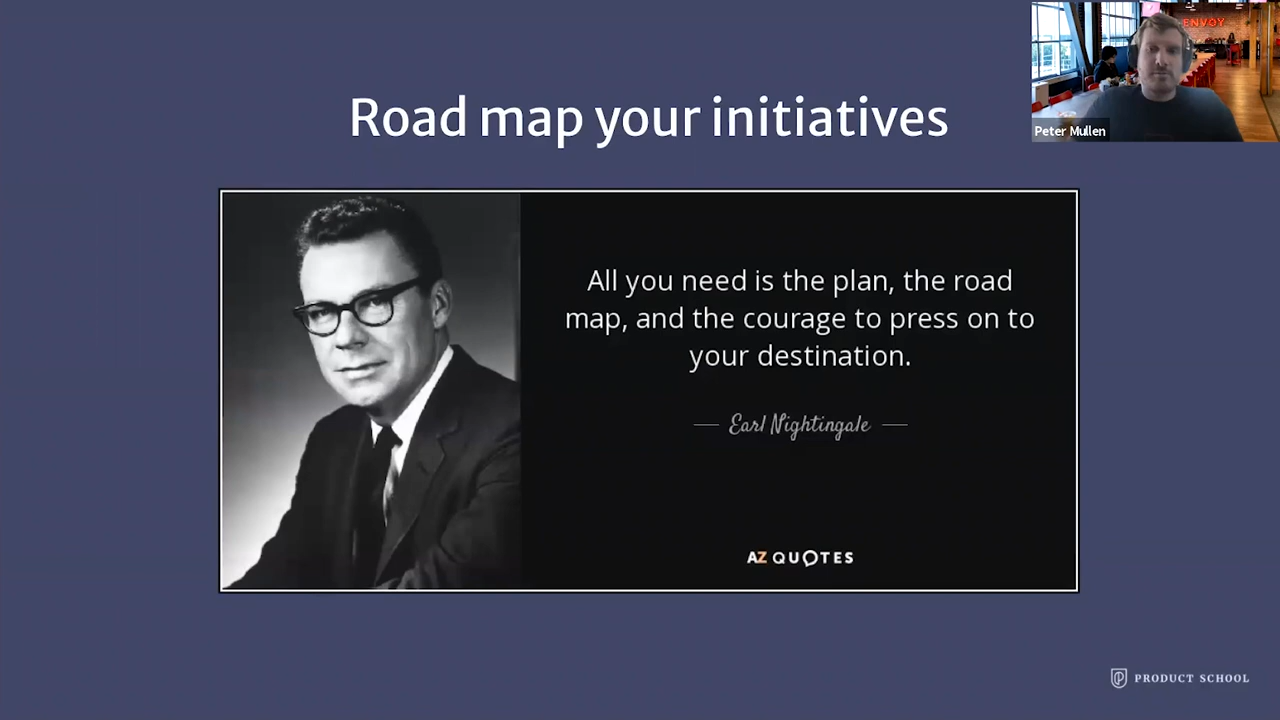 ENVOY
Peter Mullen
Road map your initiatives
All you need is the plan, the road
map, and the courage to press on to
your destination.
Earl Nightingale
AZ QUOTES
PRODUCT SCHOOL